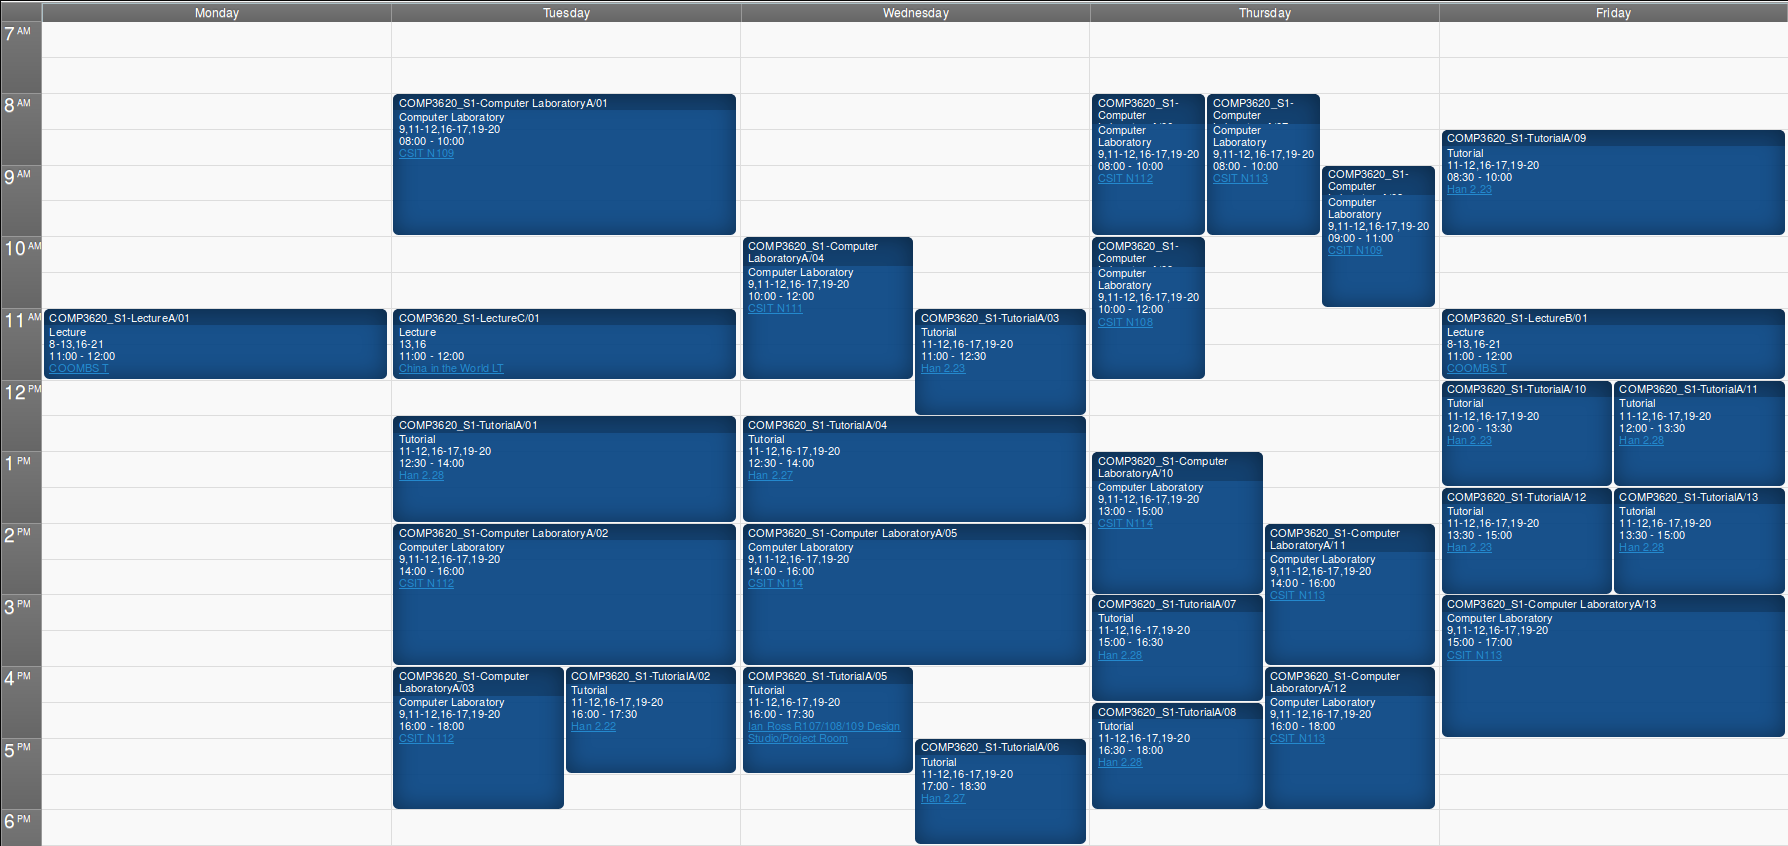 Monday
Tuesday
Wednesday
Thursday
Friday
7 AM
8 AM
9 AM
10 AM
11 AM
12 PM
1 PM
2 PM
3 PM
4 PM
5 PM
6 PM
COMP3620_S1-LectureA/01
Lecture
8-13,16-21
11:00 - 12:00
COOMBS T
COMP3620_S1-Computer LaboratoryA/01
Computer Laboratory
9,11-12,16-17,19-20
08:00 - 10:00
CSIT N109
COMP3620_S1-LectureC/01
Lecture
13,16
11:00 - 12:00
China in the World LT
COMP3620_S1-TutorialA/01
Tutorial
11-12,16-17,19-20
12:30 - 14:00
Han 2.28
COMP3620_S1-Computer LaboratoryA/02
Computer Laboratory
9,11-12,16-17,19-20
14:00 - 16:00
CSIT N112
COMP3620_S1-Computer
LaboratoryA/03
Computer Laboratory
9,11-12,16-17,19-20
16:00 - 18:00
CSIT N112
COMP3620_S1-TutorialA/02
Tutorial
11-12,16-17,19-20
16:00 - 17:30
Han 2.22
COMP3620_S1-Computer
LaboratoryA/04
Computer Laboratory
9,11-12,16-17,19-20
10:00 - 12:00
CSIT N111
COMP3620_S1-TutorialA/03
Tutorial
11-12,16-17,19-20
11:00 - 12:30
Han 2.23
COMP3620_S1-TutorialA/04
Tutorial
11-12,16-17,19-20
12:30 - 14:00
Han 2.27
COMP3620_S1-Computer LaboratoryA/05
Computer Laboratory
9,11-12,16-17,19-20
14:00 - 16:00
CSIT N114
COMP3620_S1-TutorialA/05
Tutorial
11-12,16-17,19-20
16:00 - 17:30
Ian Ross R107/108/109 Design
Studio/Project Room
COMP3620_S1-TutorialA/06
Tutorial
11-12,16-17,19-20
17:00 - 18:30
Han 2.27
COMP3620_S1-
Computer
Computer
Laboratory
9,11-12,16-17,19-20
08:00 - 10:00
CSIT N112
COMP3620_S1-
Computer
Computer
Laboratory
9,11-12,16-17,19-20
08:00 - 10:00
CSIT N113
COMP3620_S1-
Computer
Computer
Laboratory
9,11-12,16-17,19-20
09:00 - 11:00
CSIT N109
COMP3620_S1-
Computer
Computer
Laboratory
9,11-12,16-17,19-20
10:00 - 12:00
CSIT N108
COMP3620_S1-Computer
LaboratoryA/10
Computer Laboratory
9,11-12,16-17,19-20
13:00 - 15:00
CSIT N114
COMP3620_S1-Computer
LaboratoryA/11
Computer Laboratory
9,11-12,16-17,19-20
14:00 - 16:00
CSIT N113
COMP3620_S1-TutorialA/07
Tutorial
11-12,16-17,19-20
15:00 - 16:30
Han 2.28
COMP3620_S1-Computer
LaboratoryA/12
Computer Laboratory
9,11-12,16-17,19-20
16:00 - 18:00
CSIT N113
COMP3620_S1-TutorialA/08
Tutorial
11-12,16-17,19-20
16:30 - 18:00
Han 2.28
COMP3620_S1-TutorialA/09
Tutorial
11-12,16-17,19-20
08:30 - 10:00
Han 2.23
COMP3620_S1-LectureB/01
Lecture
8-13,16-21
11:00 - 12:00
COOMBS T
COMP3620_S1-TutorialA/10
Tutorial
11-12,16-17,19-20
12:00 - 13:30
Han 2.23
COMP3620_S1-TutorialA/11
Tutorial
11-12,16-17,19-20
12:00 - 13:30
Han 2.28
COMP3620_S1-TutorialA/12
Tutorial
11-12,16-17,19-20
13:30 - 15:00
Han 2.23
COMP3620_S1-TutorialA/13
Tutorial
11-12,16-17,19-20
13:30 - 15:00
Han 2.28
COMP3620_S1-Computer LaboratoryA/13
Computer Laboratory
9,11-12,16-17,19-20
15:00 - 17:00
CSIT N113